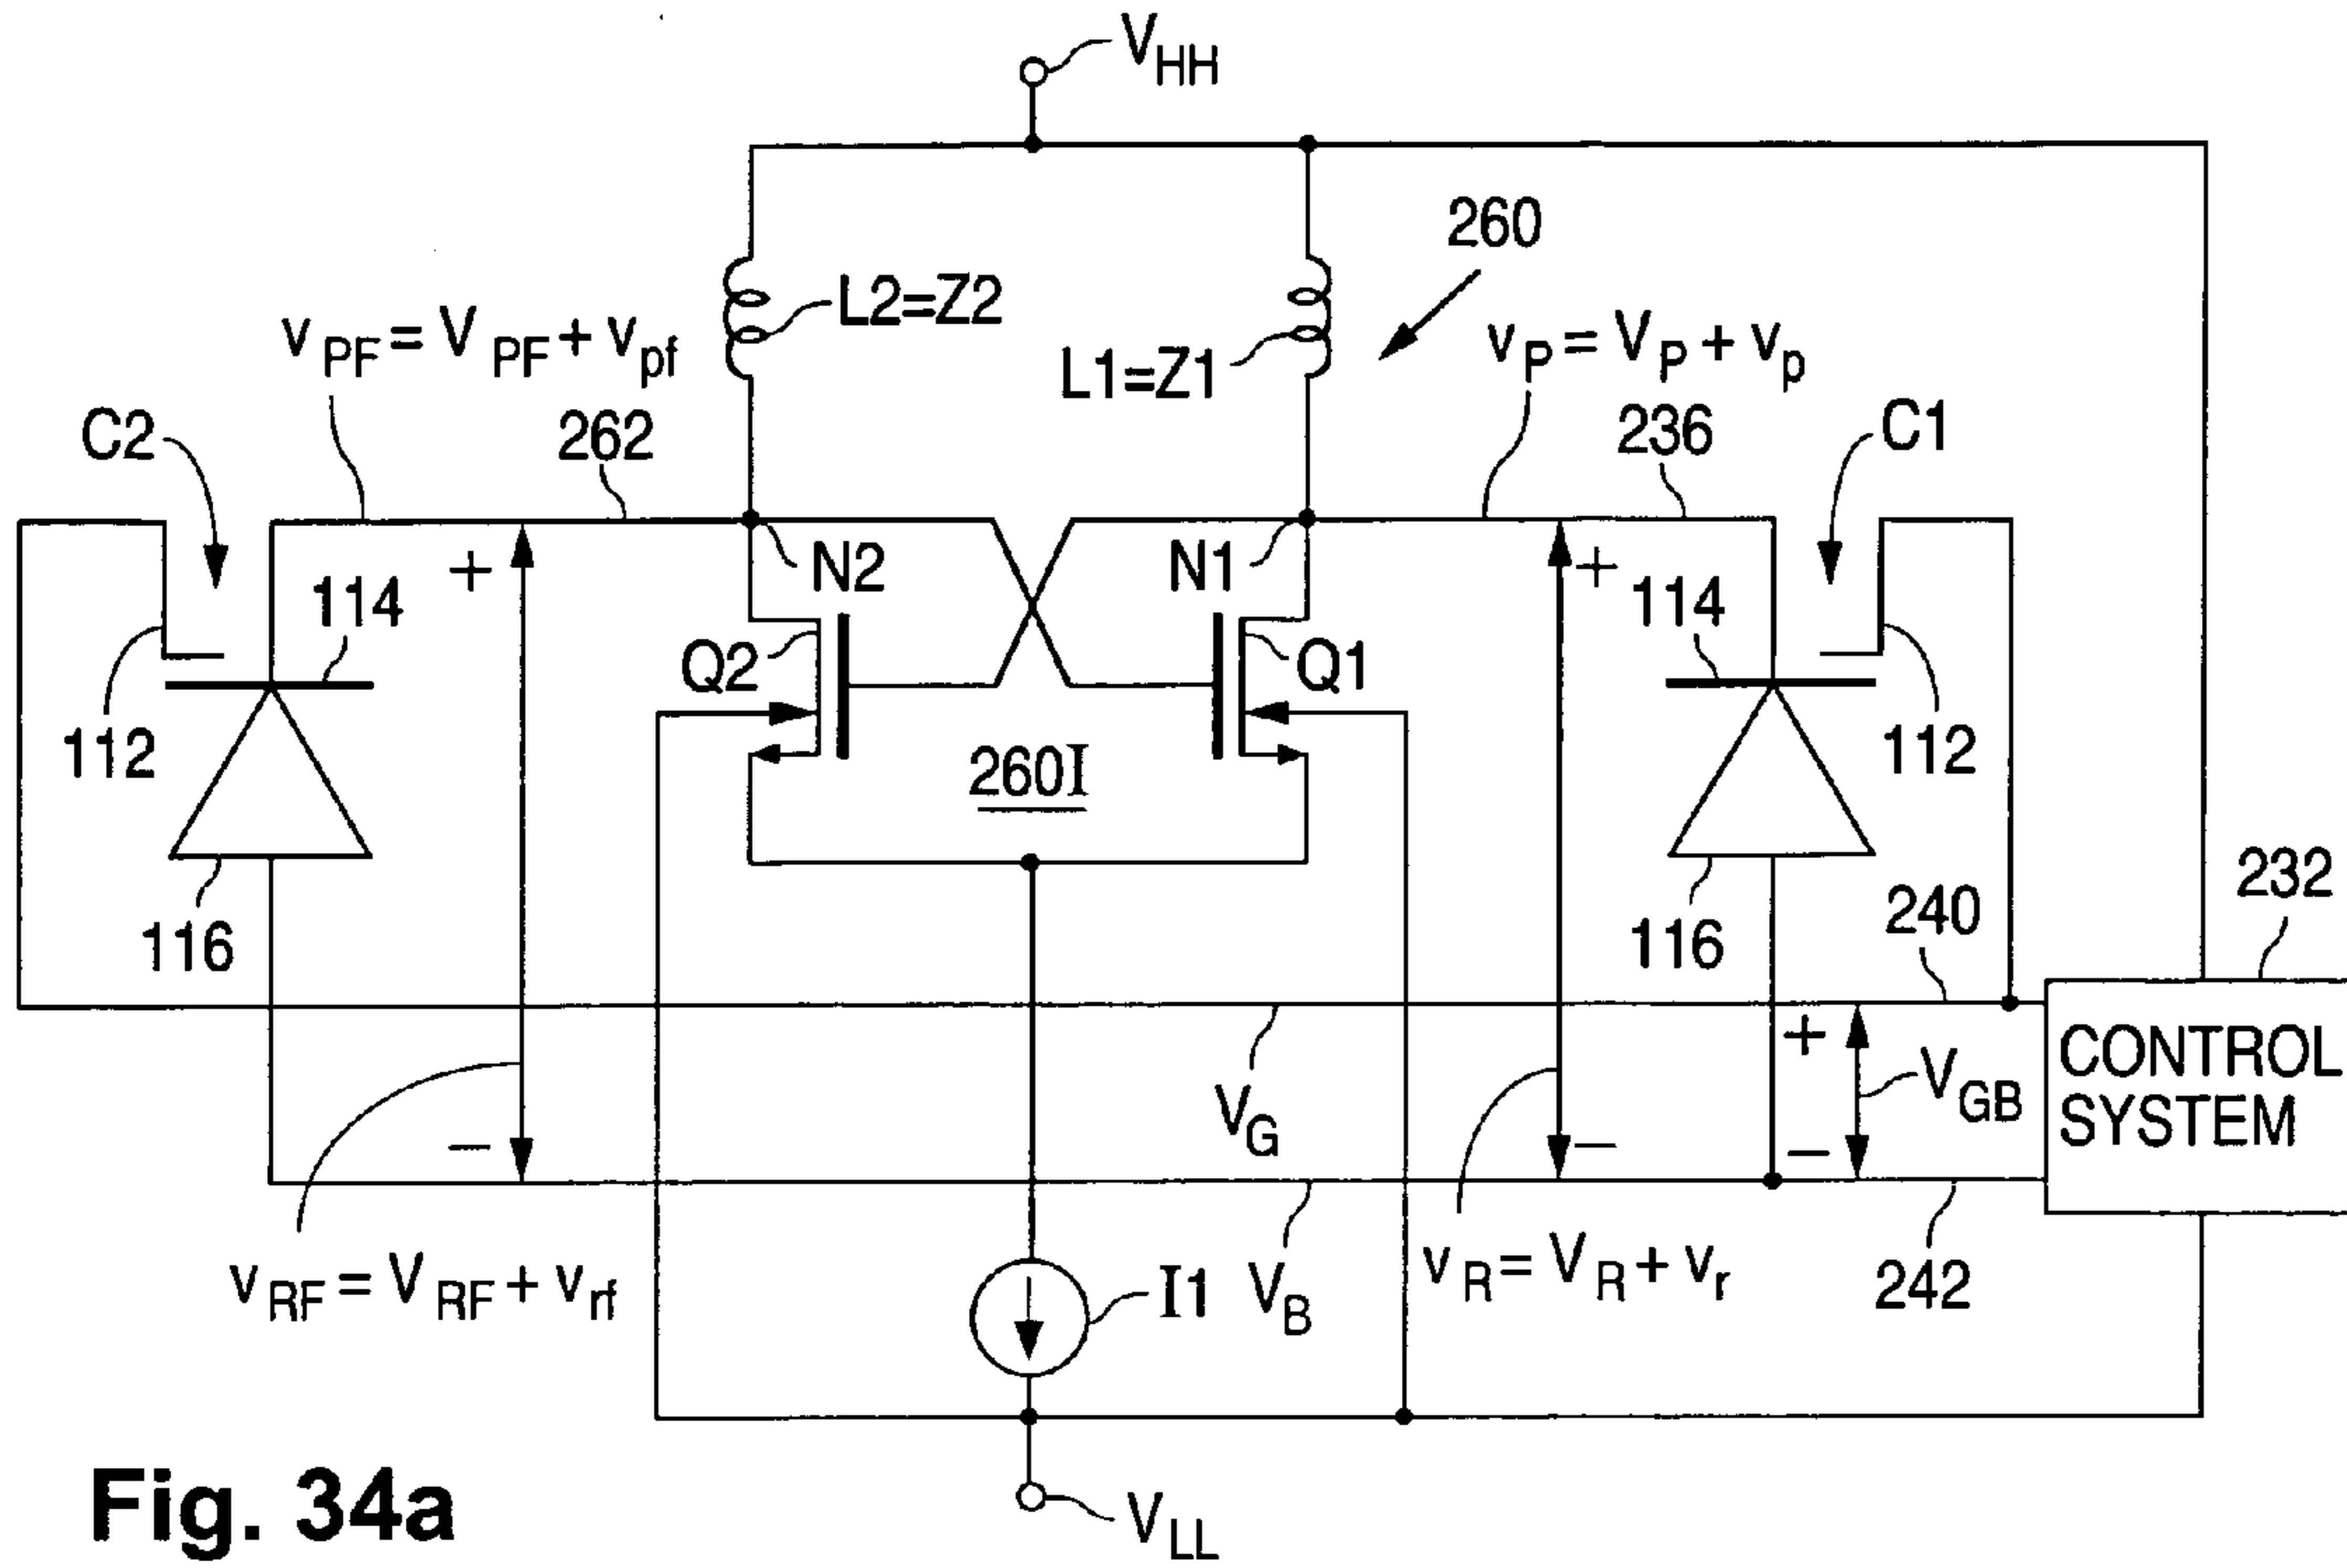 V_HH
260
L2=Z2
L1=Z1
v_PF = V_PF + v_pf
v_P = V_P + v_p
C2
262
236
C1
N2
N1
114
114
Q2
Q1
112
112
260I
232
116
116
240
+
+
+
CONTROL
SYSTEM
V_GB
V_G
−
−
−
v_RF = V_RF + v_rf
I1
V_B
v_R = V_R + v_r
242
Fig. 34a
V_LL